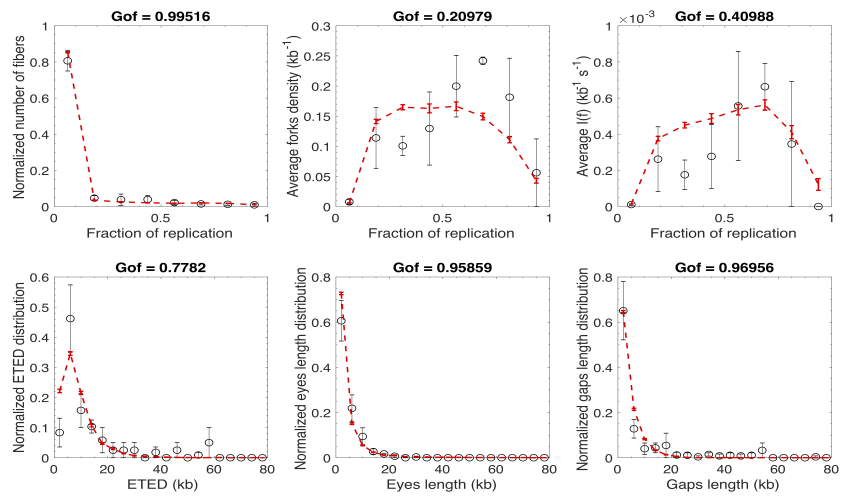 Gof = 0.99516
Normalized number of fibers
1
0.8
0.6
0.4
0.2
0
0 0.5 1
Fraction of replication
Gof = 0.20979
Average forks density (kb⁻¹)
0.3
0.25
0.2
0.15
0.1
0.05
0
0 0.5 1
Fraction of replication
Gof = 0.40988
×10⁻³
Average I(f) (kb¹ s⁻¹)
1
0.8
0.6
0.4
0.2
0
0 0.5 1
Fraction of replication
Gof = 0.7782
Normalized ETED distribution
0.6
0.5
0.4
0.3
0.2
0.1
0
0 20 40 60 80
ETED (kb)
Gof = 0.95859
Normalized eyes length distribution
0.8
0.6
0.4
0.2
0
0 20 40 60 80
Eyes length (kb)
Gof = 0.96956
Normalized gaps length distribution
0.8
0.6
0.4
0.2
0
0 20 40 60 80
Gaps length (kb)